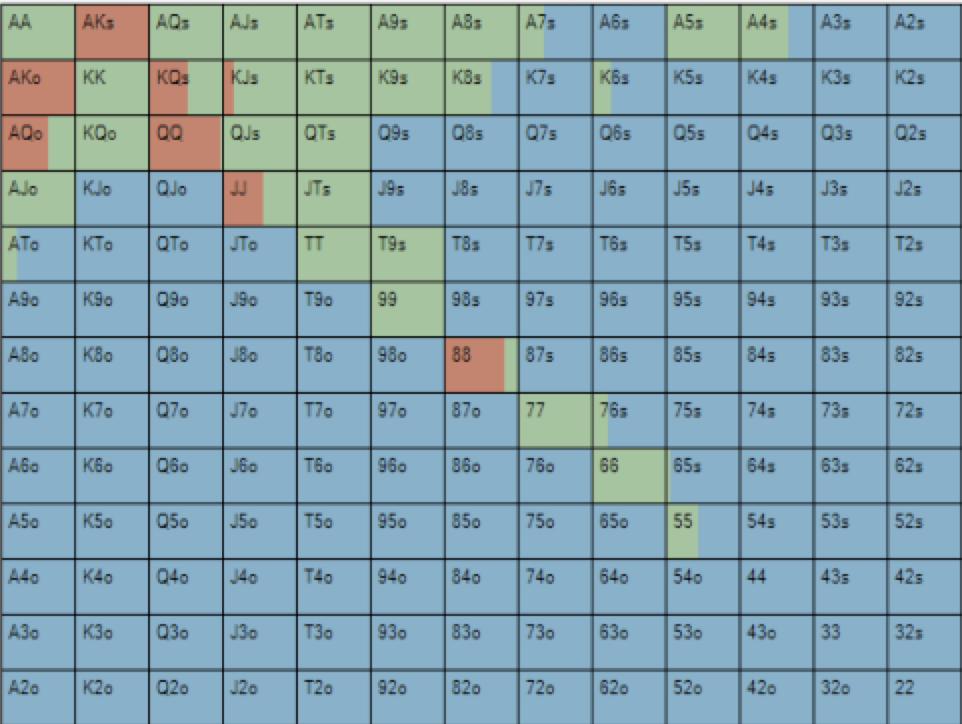 AA AKs AQs AJs ATs A9s A8s A7s A6s A5s A4s A3s A2s
AKo KK KQs KJs KTs K9s K8s K7s K6s K5s K4s K3s K2s
AQo KQo QQ QJs QTs Q9s Q8s Q7s Q6s Q5s Q4s Q3s Q2s
AJo KJo QJo JJ JTs J9s J8s J7s J6s J5s J4s J3s J2s
ATo KTo QTo JTo TT T9s T8s T7s T6s T5s T4s T3s T2s
A9o K9o Q9o J9o T9o 99 98s 97s 96s 95s 94s 93s 92s
A8o K8o Q8o J8o T8o 98o 88 87s 86s 85s 84s 83s 82s
A7o K7o Q7o J7o T7o 97o 87o 77 76s 75s 74s 73s 72s
A6o K6o Q6o J6o T6o 96o 86o 76o 66 65s 64s 63s 62s
A5o K5o Q5o J5o T5o 95o 85o 75o 65o 55 54s 53s 52s
A4o K4o Q4o J4o T4o 94o 84o 74o 64o 54o 44 43s 42s
A3o K3o Q3o J3o T3o 93o 83o 73o 63o 53o 43o 33 32s
A2o K2o Q2o J2o T2o 92o 82o 72o 62o 52o 42o 32o 22